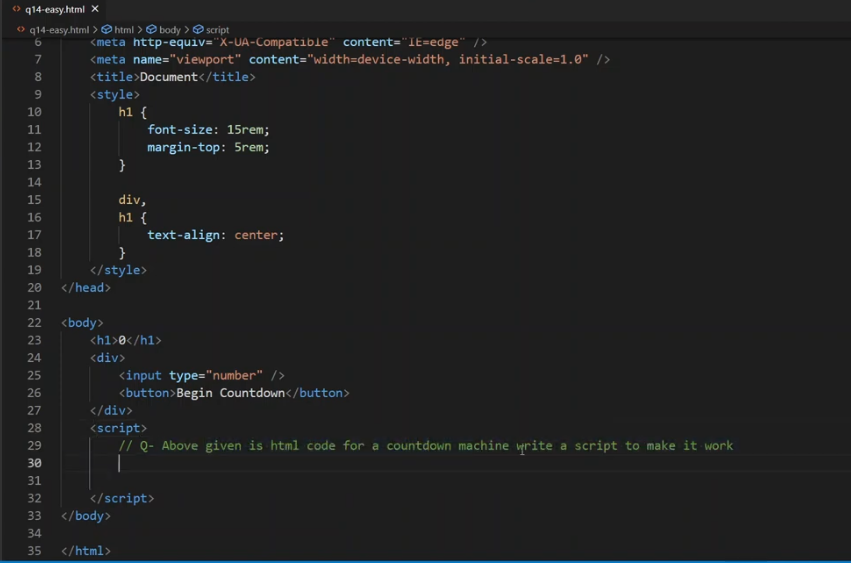 q14-easy.html
q14-easy.html > html > body > script
6 <meta http-equiv="X-UA-Compatible" content="IE=edge" />
7 <meta name="viewport" content="width=device-width, initial-scale=1.0" />
8 <title>Document</title>
9 <style>
10 h1 {
11 font-size: 15rem;
12 margin-top: 5rem;
13 }
14
15 div,
16 h1 {
17 text-align: center;
18 }
19 </style>
20 </head>
21
22 <body>
23 <h1>0</h1>
24 <div>
25 <input type="number" />
26 <button>Begin Countdown</button>
27 </div>
28 <script>
29 // Q- Above given is html code for a countdown machine write a script to make it work
30
31
32 </script>
33 </body>
34
35 </html>